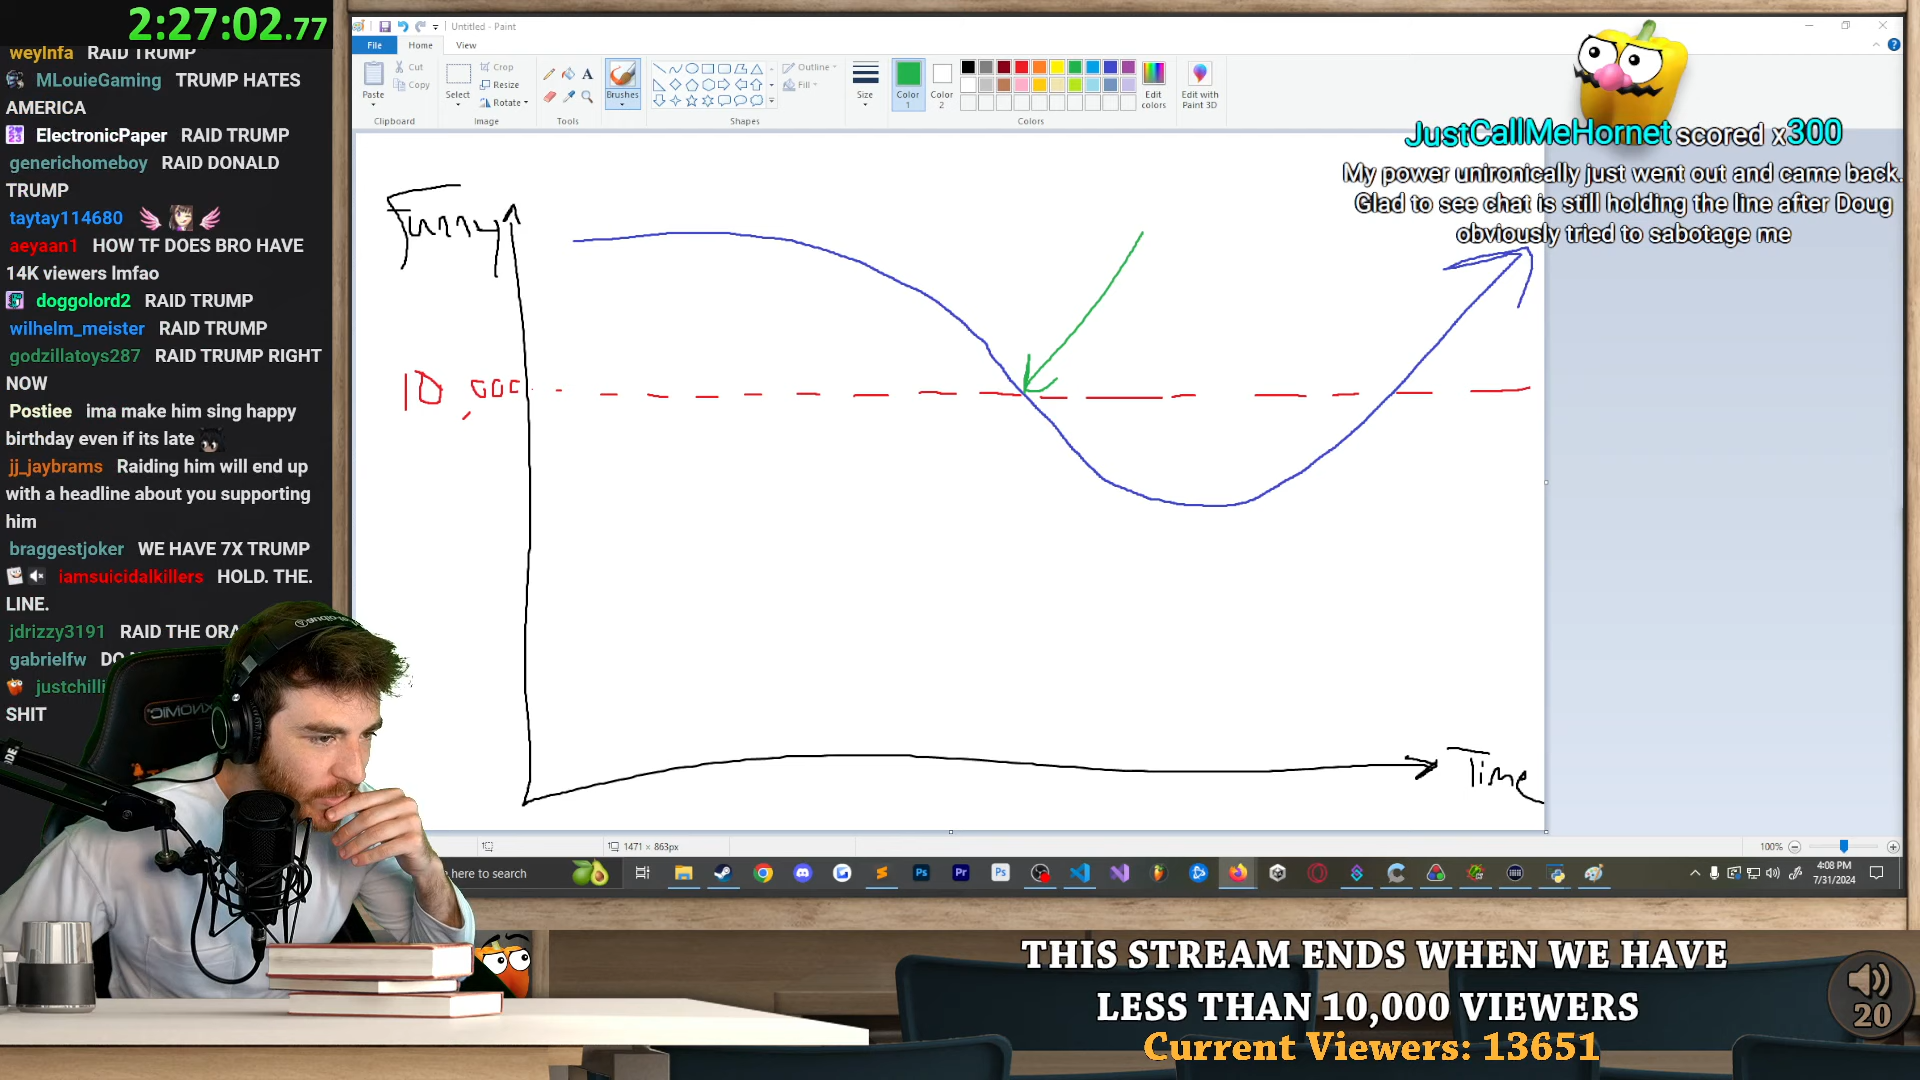 2:27:02.77
weylnfa RAID TRUMP
MLouieGaming TRUMP HATES
AMERICA
ElectronicPaper RAID TRUMP
generichomeboy RAID DONALD
TRUMP
taytay114680
aeyaan1 HOW TF DOES BRO HAVE
14K viewers lmfao
doggolord2 RAID TRUMP
wilhelm_meister RAID TRUMP
godzillatoys287 RAID TRUMP RIGHT
NOW
Postiee ima make him sing happy
birthday even if its late
jj_jaybrams Raiding him will end up
with a headline about you supporting
him
braggestjoker WE HAVE 7X TRUMP
iamsuicidalkillers HOLD. THE.
LINE.
jdrizzy3191 RAID THE ORA
gabrielfw DO
justchilli
SHIT
Untitled - Paint
File Home View
Paste Cut Copy
Clipboard
Select Crop Resize Rotate
Image
A
Tools
Brushes
Outline
Fill
Shapes
Size
Color 1
Color 2
Edit colors
Colors
Edit with Paint 3D
JustCallMeHornet scored x300
My power unironically just went out and came back.
Glad to see chat is still holding the line after Doug
obviously tried to sabotage me
Funny
10,000
Time
1471 × 863px
100%
here to search
Ps
Pr
Ps
4:08 PM
7/31/2024
THIS STREAM ENDS WHEN WE HAVE
LESS THAN 10,000 VIEWERS
Current Viewers: 13651
20